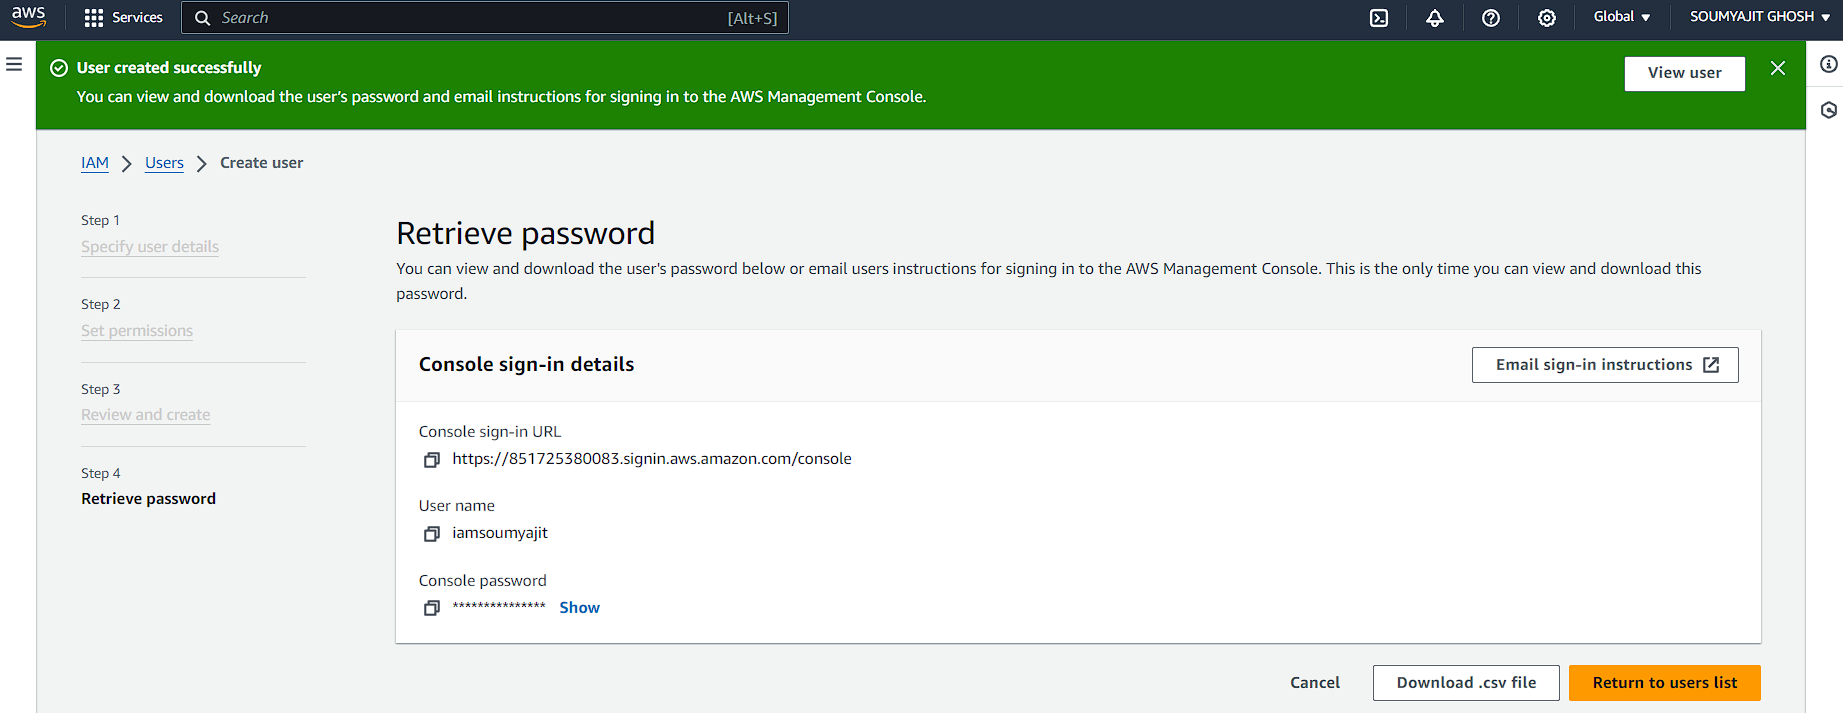 aws Services Search [Alt+S] Global SOUMYAJIT GHOSH
User created successfully
You can view and download the user's password and email instructions for signing in to the AWS Management Console.
View user
IAM Users Create user
Step 1
Specify user details
Step 2
Set permissions
Step 3
Review and create
Step 4
Retrieve password
Retrieve password
You can view and download the user's password below or email users instructions for signing in to the AWS Management Console. This is the only time you can view and download this
password.
Console sign-in details
Email sign-in instructions
Console sign-in URL
https://851725380083.signin.aws.amazon.com/console
User name
iamsoumyajit
Console password
*************** Show
Cancel Download .csv file Return to users list